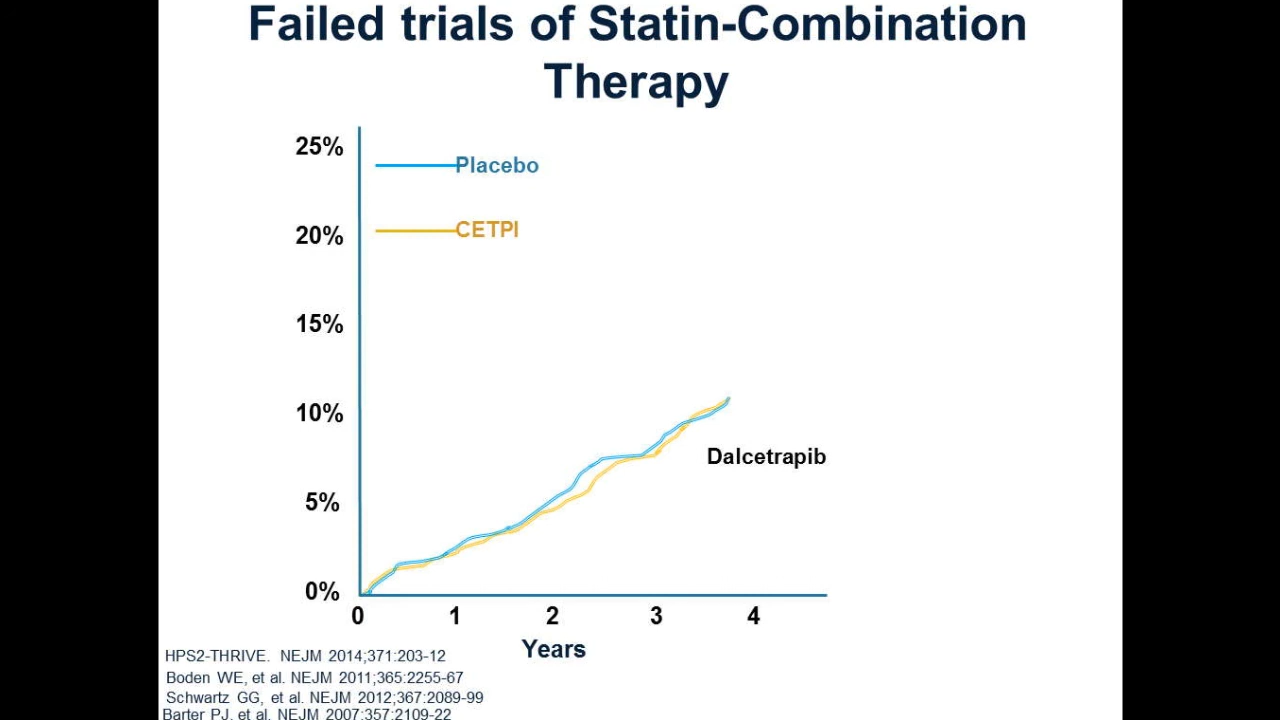 Failed trials of Statin-Combination
Therapy
25%
Placebo
20%
CETPI
15%
10%
Dalcetrapib
5%
0%
0 1 2 3 4
Years
HPS2-THRIVE. NEJM 2014;371:203-12
Boden WE, et al. NEJM 2011;365:2255-67
Schwartz GG, et al. NEJM 2012;367:2089-99
Barter PJ, et al. NEJM 2007;357:2109-22